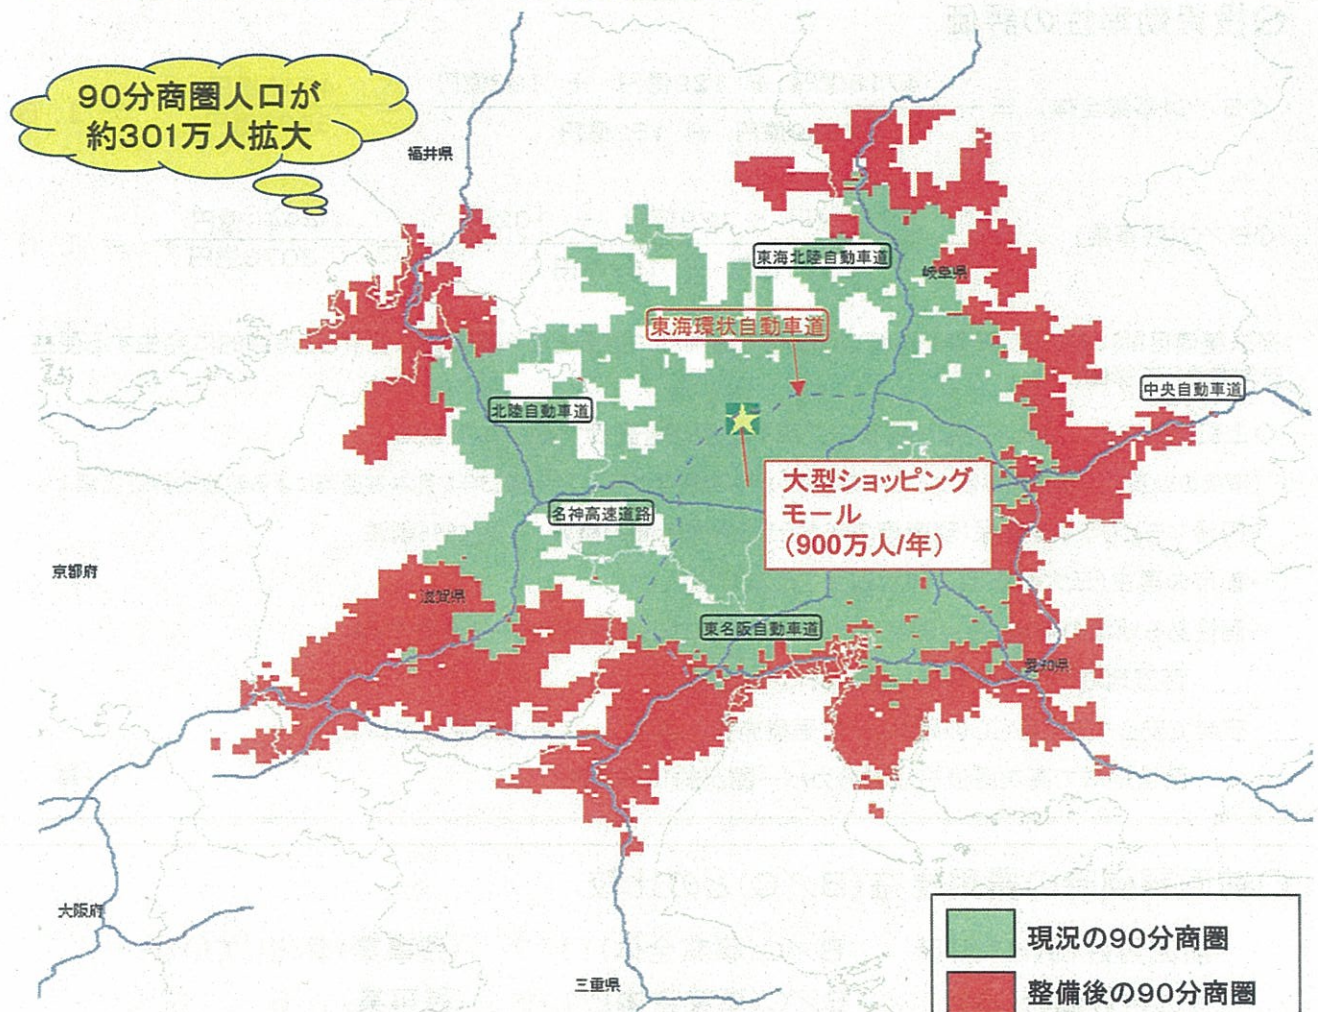 90分商圏人口が
約301万人拡大
福井県
東海北陸自動車道
岐阜県
東海環状自動車道
中央自動車道
北陸自動車道
大型ショッピング
モール
(900万人/年)
名神高速道路
京都府
滋賀県
東名阪自動車道
愛知県
大阪府
三重県
現況の90分商圏
整備後の90分商圏